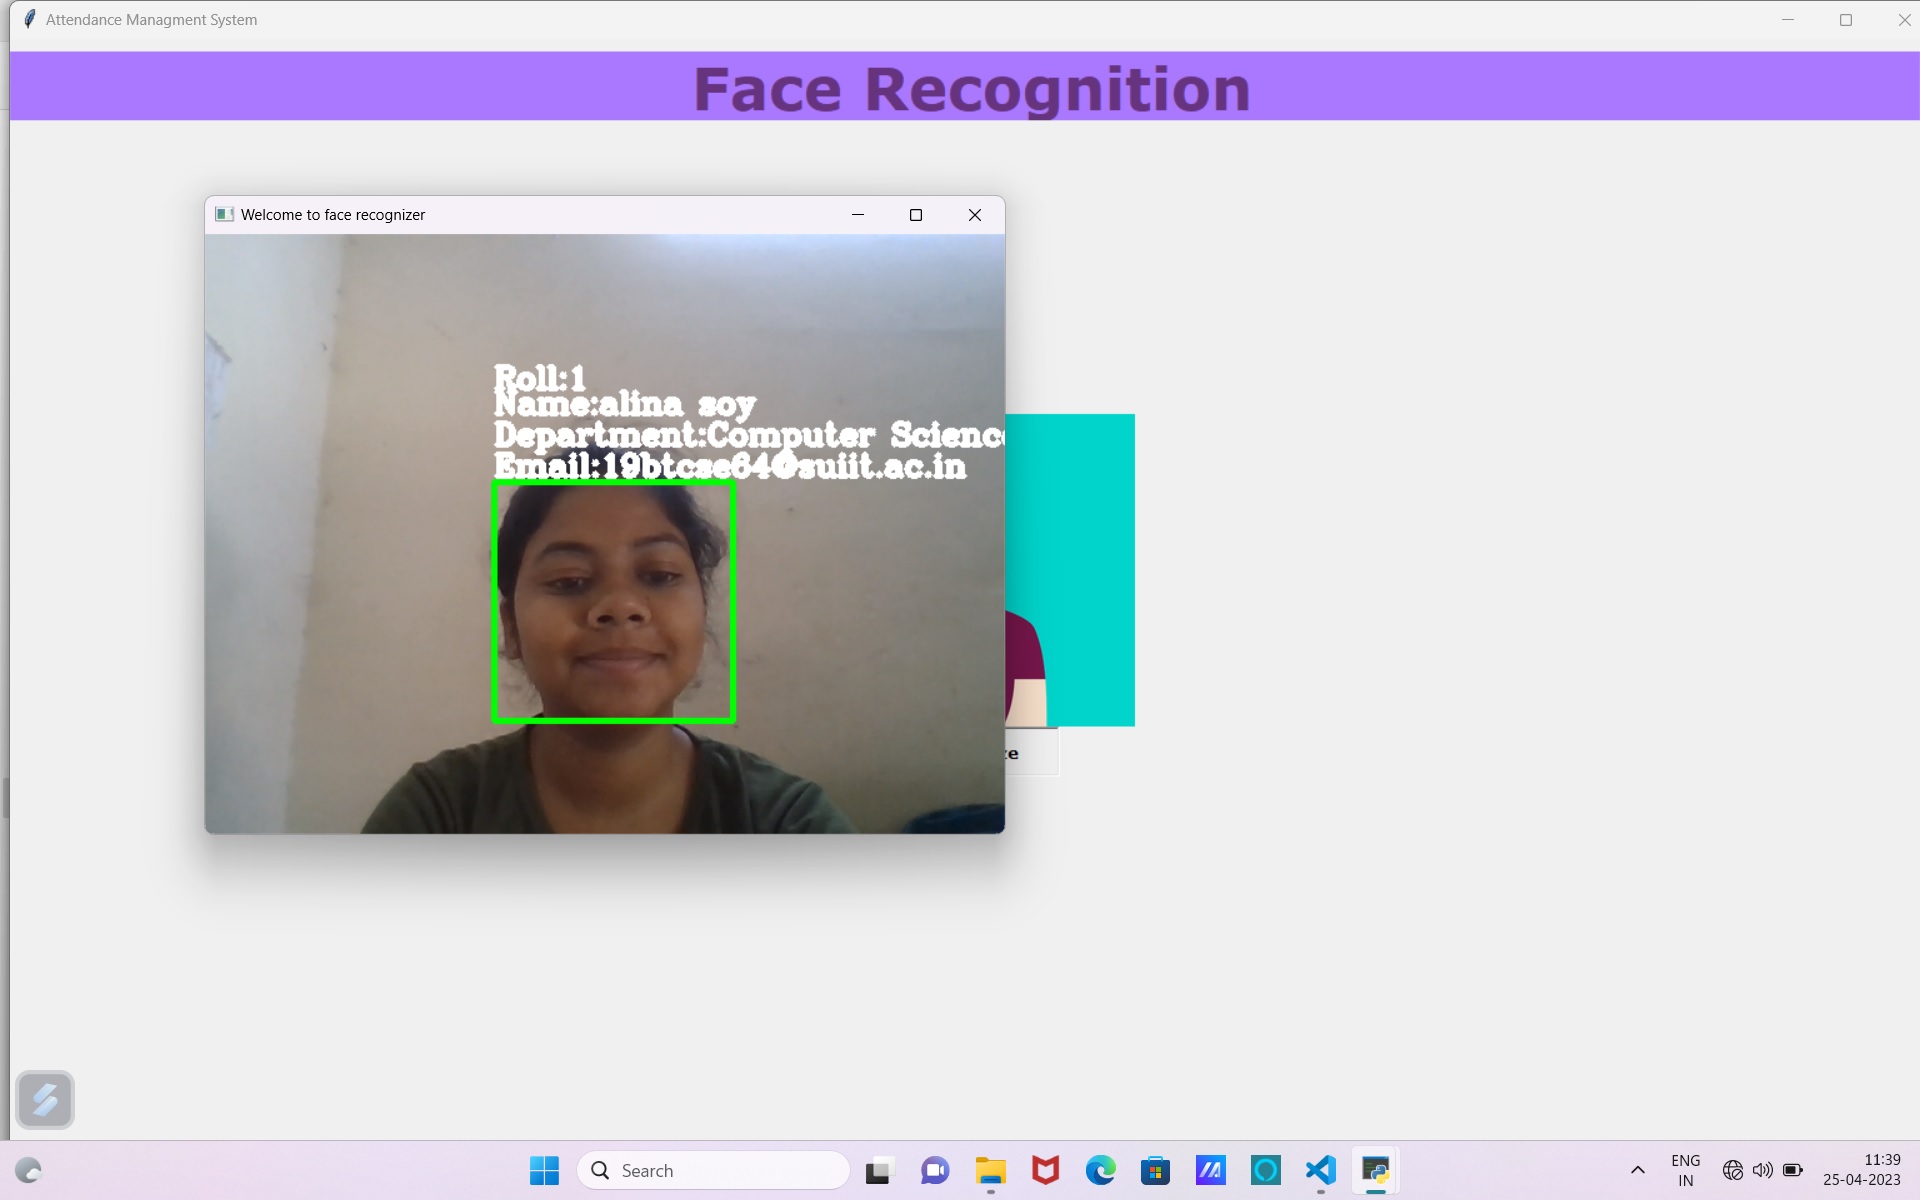 Attendance Managment System
Face Recognition
Welcome to face recognizer
Roll:1
Name:alina soy
Department:Computer Science
Email:19btcse64@suiit.ac.in
Search
ENG
IN
11:39
25-04-2023